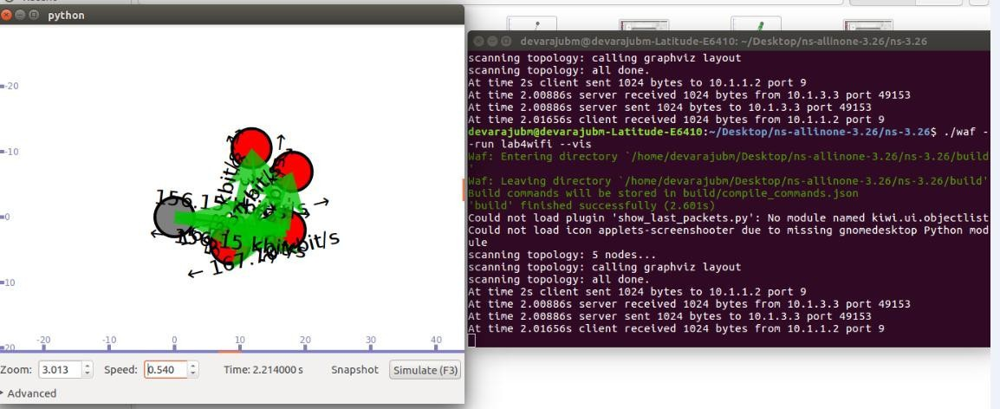 python
-20
-10
0
10
20
156.15
kbit/s
kbit/s
156.15 kbit/s
kbit/s
← 167.
-20
-10
0
10
20
30
40
Zoom: 3.013 Speed: 0.540 Time: 2.214000 s Snapshot Simulate (F3)
Advanced
devarajubm@devarajubm-Latitude-E6410: ~/Desktop/ns-allinone-3.26/ns-3.26
scanning topology: calling graphviz layout
scanning topology: all done.
At time 2s client sent 1024 bytes to 10.1.1.2 port 9
At time 2.00886s server received 1024 bytes from 10.1.3.3 port 49153
At time 2.00886s server sent 1024 bytes to 10.1.3.3 port 49153
At time 2.01656s client received 1024 bytes from 10.1.1.2 port 9
devarajubm@devarajubm-Latitude-E6410:~/Desktop/ns-allinone-3.26/ns-3.26$ ./waf -
-run lab4wifi --vis
Waf: Entering directory `/home/devarajubm/Desktop/ns-allinone-3.26/ns-3.26/build
'
Waf: Leaving directory `/home/devarajubm/Desktop/ns-allinone-3.26/ns-3.26/build'
Build commands will be stored in build/compile_commands.json
'build' finished successfully (2.601s)
Could not load plugin 'show_last_packets.py': No module named kiwi.ui.objectlist
Could not load icon applets-screenshooter due to missing gnomedesktop Python mod
ule
scanning topology: 5 nodes...
scanning topology: calling graphviz layout
scanning topology: all done.
At time 2s client sent 1024 bytes to 10.1.1.2 port 9
At time 2.00886s server received 1024 bytes from 10.1.3.3 port 49153
At time 2.00886s server sent 1024 bytes to 10.1.3.3 port 49153
At time 2.01656s client received 1024 bytes from 10.1.1.2 port 9